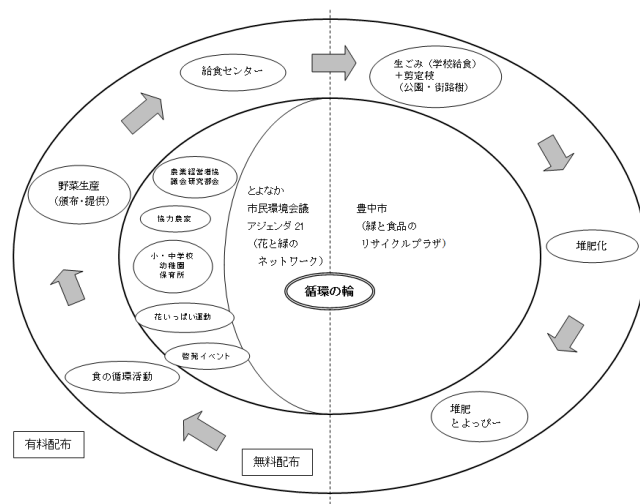 給食センター
生ごみ（学校給食）
＋剪定枝
（公園・街路樹）
堆肥化
堆肥
とよっぴー
食の循環活動
野菜生産
（頒布・提供）
農業経営者協
議会研究部会
協力農家
小・中学校
幼稚園
保育所
花いっぱい運動
啓発イベント
とよなか
市民環境会議
アジェンダ 21
（花と緑の
ネットワーク）
豊中市
（緑と食品の
リサイクルプラザ）
循環の輪
有料配布
無料配布